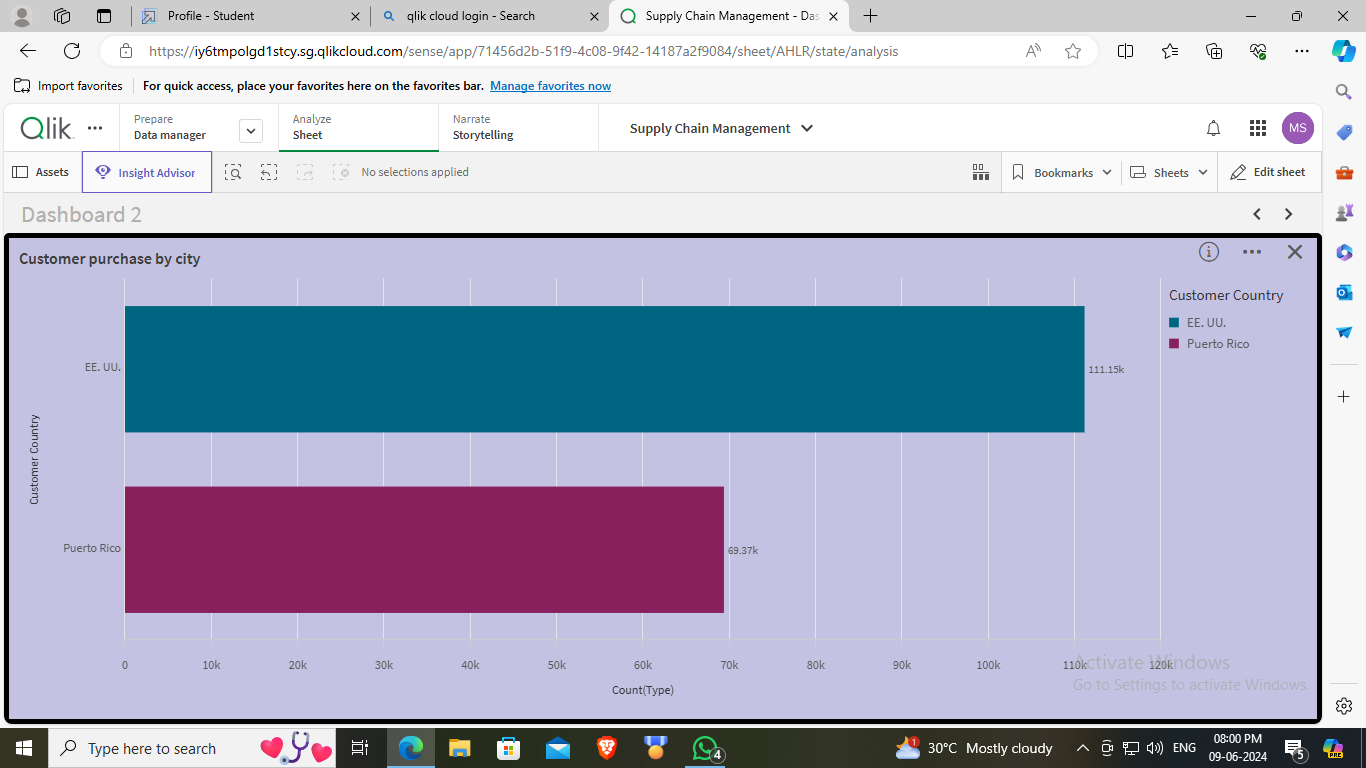 Profile - Student
qlik cloud login - Search
Supply Chain Management - Das
https://iy6tmpolgd1stcy.sg.qlikcloud.com/sense/app/71456d2b-51f9-4c08-9f42-14187a2f9084/sheet/AHLR/state/analysis
Import favorites
For quick access, place your favorites here on the favorites bar. Manage favorites now
Qlik
Prepare
Data manager
Analyze
Sheet
Narrate
Storytelling
Supply Chain Management
MS
Assets
Insight Advisor
No selections applied
Bookmarks
Sheets
Edit sheet
Dashboard 2
Customer purchase by city
Customer Country
EE. UU.
Puerto Rico
EE. UU.
111.15k
Customer Country
Puerto Rico
69.37k
0 10k 20k 30k 40k 50k 60k 70k 80k 90k 100k 110k 120k
Count(Type)
Activate Windows
Go to Settings to activate Windows.
Type here to search
4
1
30°C Mostly cloudy
ENG
08:00 PM
09-06-2024
5
PRE